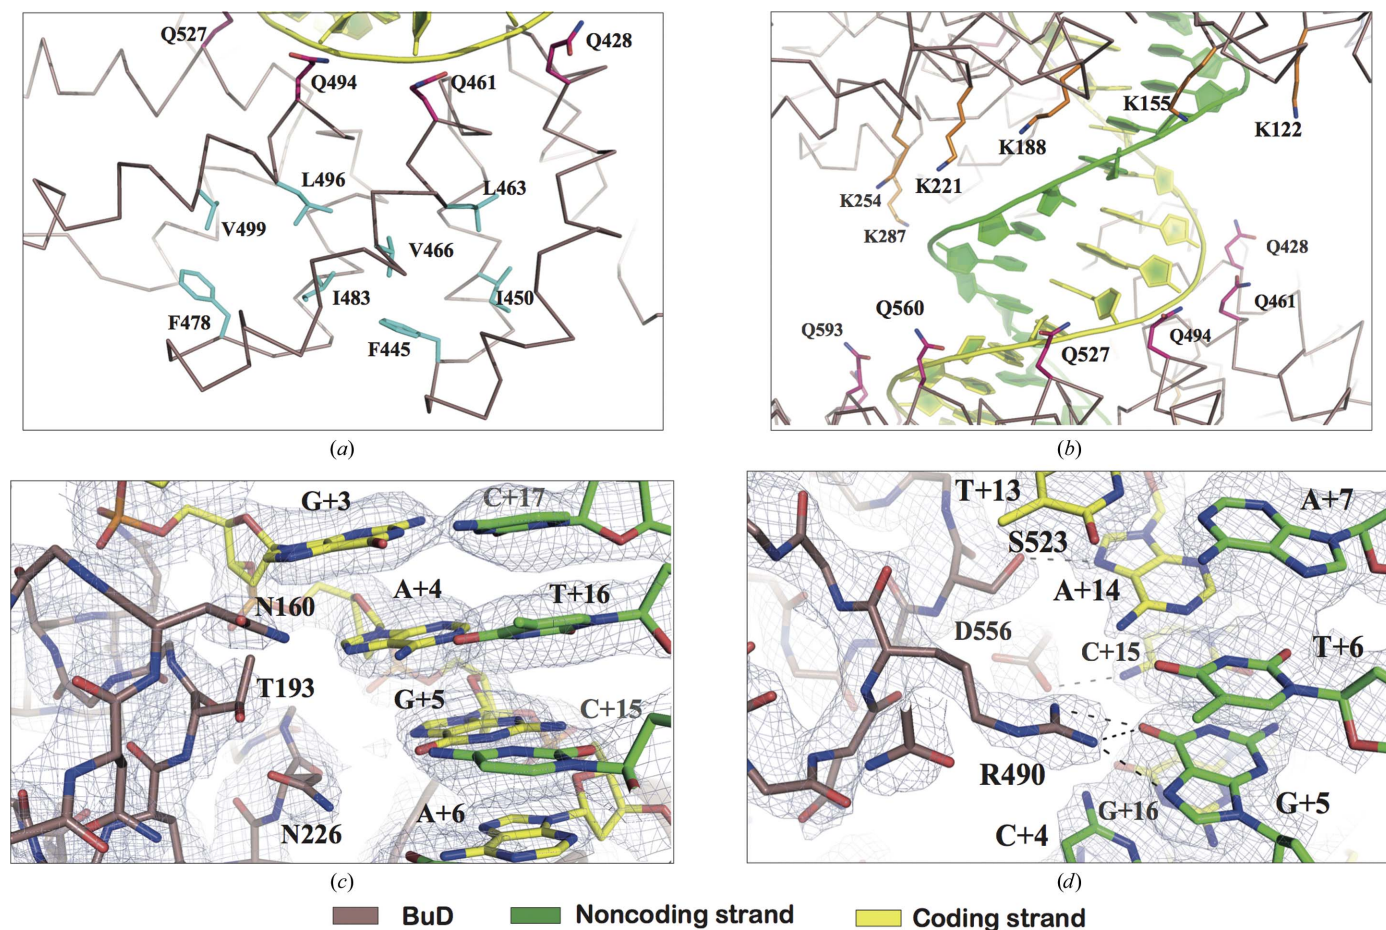 Q527
Q428
Q494
Q461
L496
L463
V499
V466
I483
I450
F478
F445
(a)
K155
K122
K188
K221
K254
K287
Q428
Q461
Q560
Q593
Q494
Q527
(b)
G+3
C+17
N160
A+4
T+16
T193
G+5
C+15
A+6
N226
(c)
T+13
A+7
S523
A+14
D556
C+15
T+6
R490
G+16
G+5
C+4
(d)
BuD
Noncoding strand
Coding strand